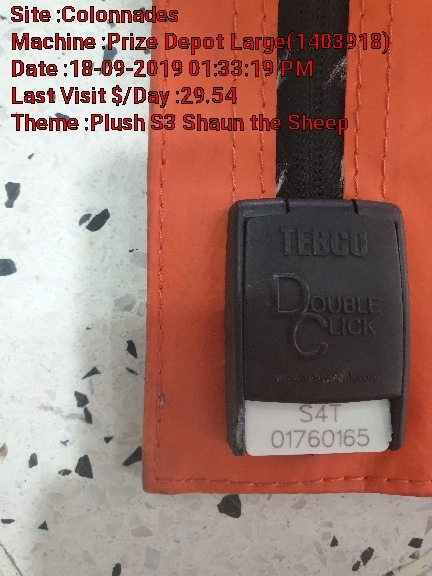 Site :Colonnades
Machine :Prize Depot Large(1403918)
Date :18-09-2019 01:33:19 PM
Last Visit $/Day :29.54
Theme :Plush S3 Shaun the Sheep
TEBCO
DOUBLE
CLICK
S4T
01760165